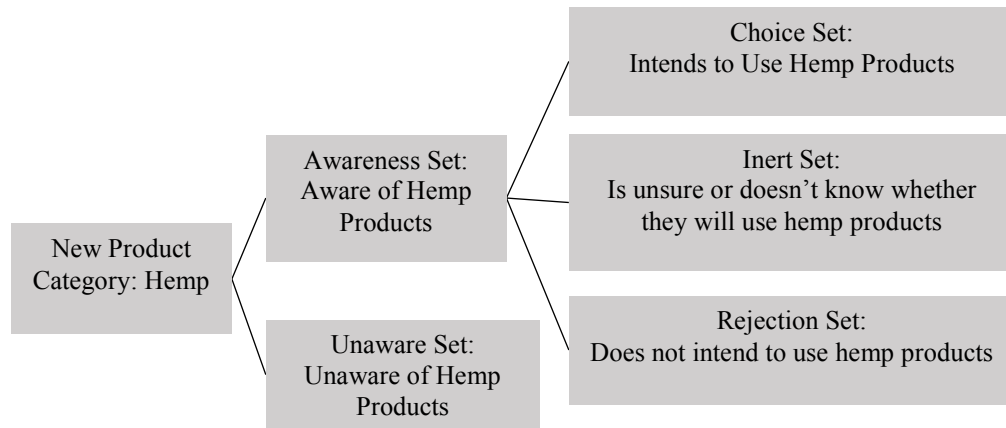 New Product
Category: Hemp
Awareness Set:
Aware of Hemp
Products
Unaware Set:
Unaware of Hemp
Products
Choice Set:
Intends to Use Hemp Products
Inert Set:
Is unsure or doesn’t know whether
they will use hemp products
Rejection Set:
Does not intend to use hemp products